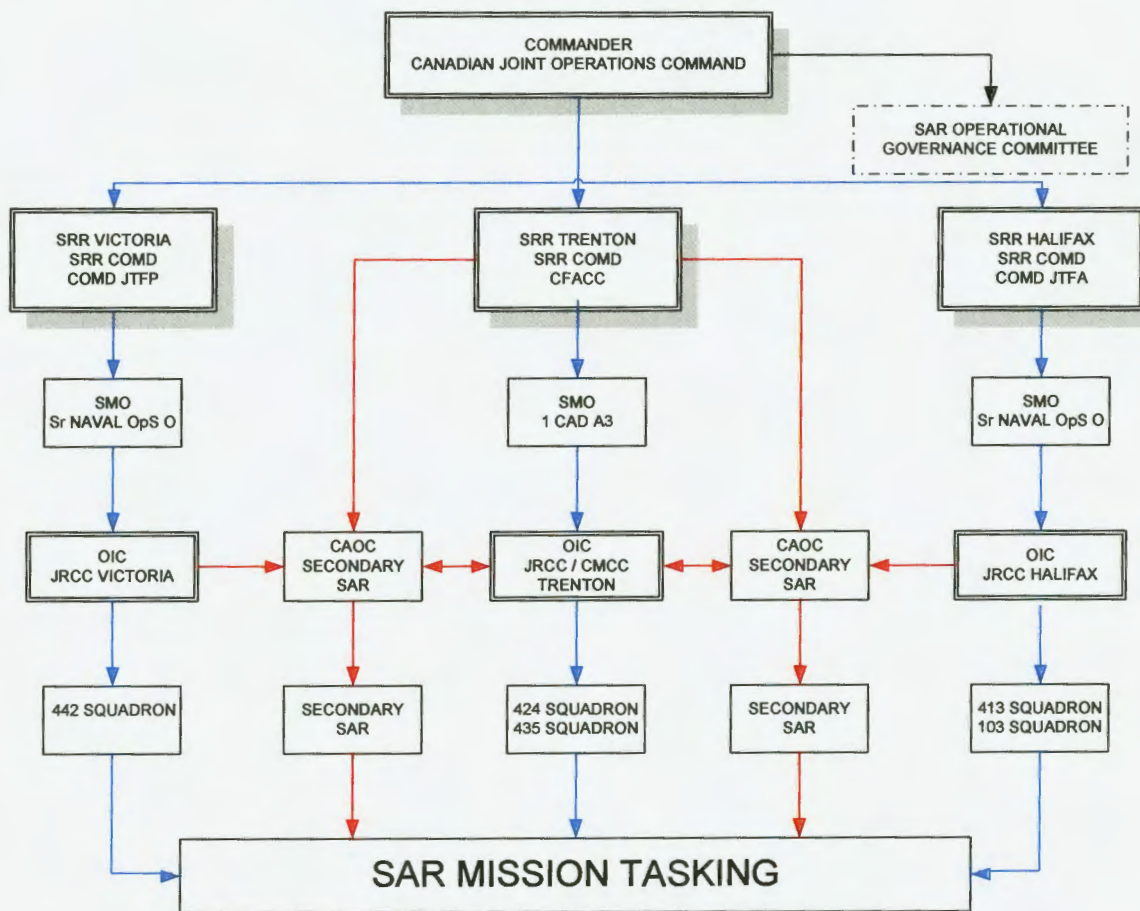 COMMANDER
CANADIAN JOINT OPERATIONS COMMAND
SAR OPERATIONAL
GOVERNANCE COMMITTEE
SRR VICTORIA
SRR COMD
COMD JTFP
SRR TRENTON
SRR COMD
CFACC
SRR HALIFAX
SRR COMD
COMD JTFA
SMO
Sr NAVAL OpS O
SMO
1 CAD A3
SMO
Sr NAVAL OpS O
OIC
JRCC VICTORIA
CAOC
SECONDARY
SAR
OIC
JRCC / CMCC
TRENTON
CAOC
SECONDARY
SAR
OIC
JRCC HALIFAX
442 SQUADRON
SECONDARY
SAR
424 SQUADRON
435 SQUADRON
SECONDARY
SAR
413 SQUADRON
103 SQUADRON
SAR MISSION TASKING